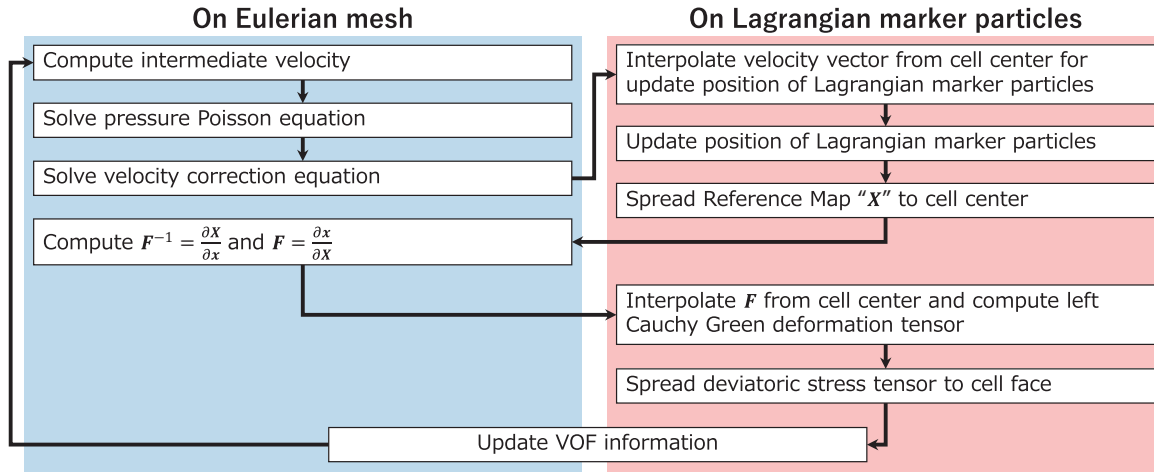 On Eulerian mesh
On Lagrangian marker particles
Compute intermediate velocity
Solve pressure Poisson equation
Solve velocity correction equation
Interpolate velocity vector from cell center for
update position of Lagrangian marker particles
Update position of Lagrangian marker particles
Spread Reference Map “X” to cell center
Compute F⁻¹ = ∂X/∂x and F = ∂x/∂X
Interpolate F from cell center and compute left
Cauchy Green deformation tensor
Spread deviatoric stress tensor to cell face
Update VOF information